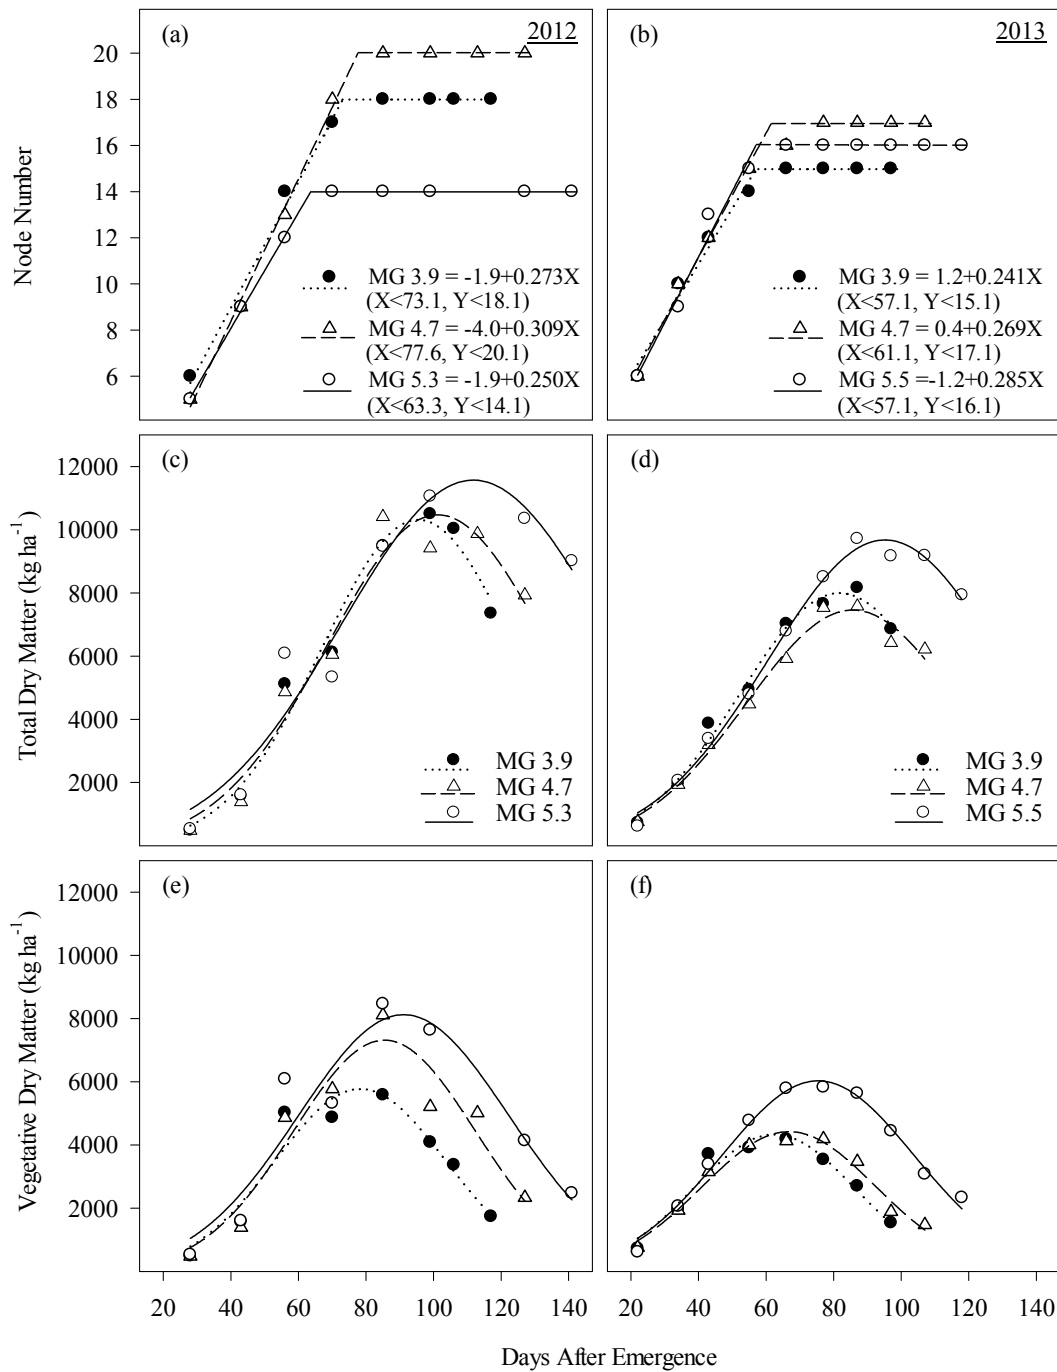 (a)
2012
(b)
2013
20
18
16
14
12
10
8
6
Node Number
MG 3.9 = -1.9+0.273X
(X<73.1, Y<18.1)
MG 4.7 = -4.0+0.309X
(X<77.6, Y<20.1)
MG 5.3 = -1.9+0.250X
(X<63.3, Y<14.1)
MG 3.9 = 1.2+0.241X
(X<57.1, Y<15.1)
MG 4.7 = 0.4+0.269X
(X<61.1, Y<17.1)
MG 5.5 =-1.2+0.285X
(X<57.1, Y<16.1)
(c)
(d)
12000
10000
8000
6000
4000
2000
Total Dry Matter (kg ha-1)
MG 3.9
MG 4.7
MG 5.3
MG 3.9
MG 4.7
MG 5.5
(e)
(f)
12000
10000
8000
6000
4000
2000
Vegetative Dry Matter (kg ha-1)
20 40 60 80 100 120 140
20 40 60 80 100 120 140
Days After Emergence